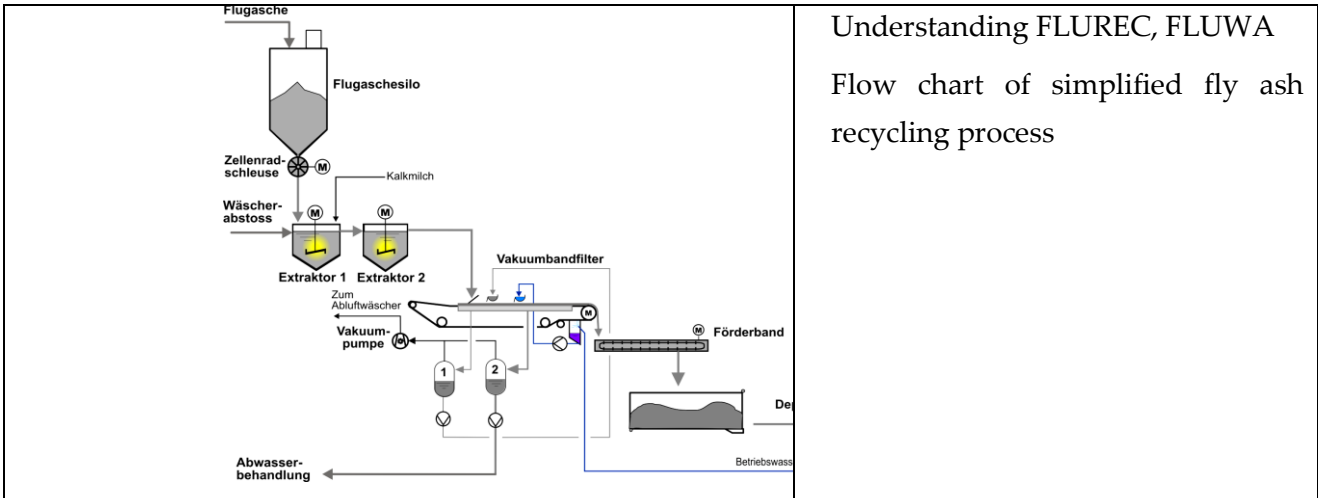 Flugasche
Flugaschesilo
Zellenrad-
schleuse
M
Kalkmilch
Wäscher-
abstoss
M
M
Extraktor 1
Extraktor 2
Vakuumbandfilter
Zum
Abluftwäscher
Vakuum-
pumpe
M
M
Förderband
1
2
Abwasser-
behandlung
Betriebswass
Understanding FLUREC, FLUWA
Flow chart of simplified fly ash
recycling process